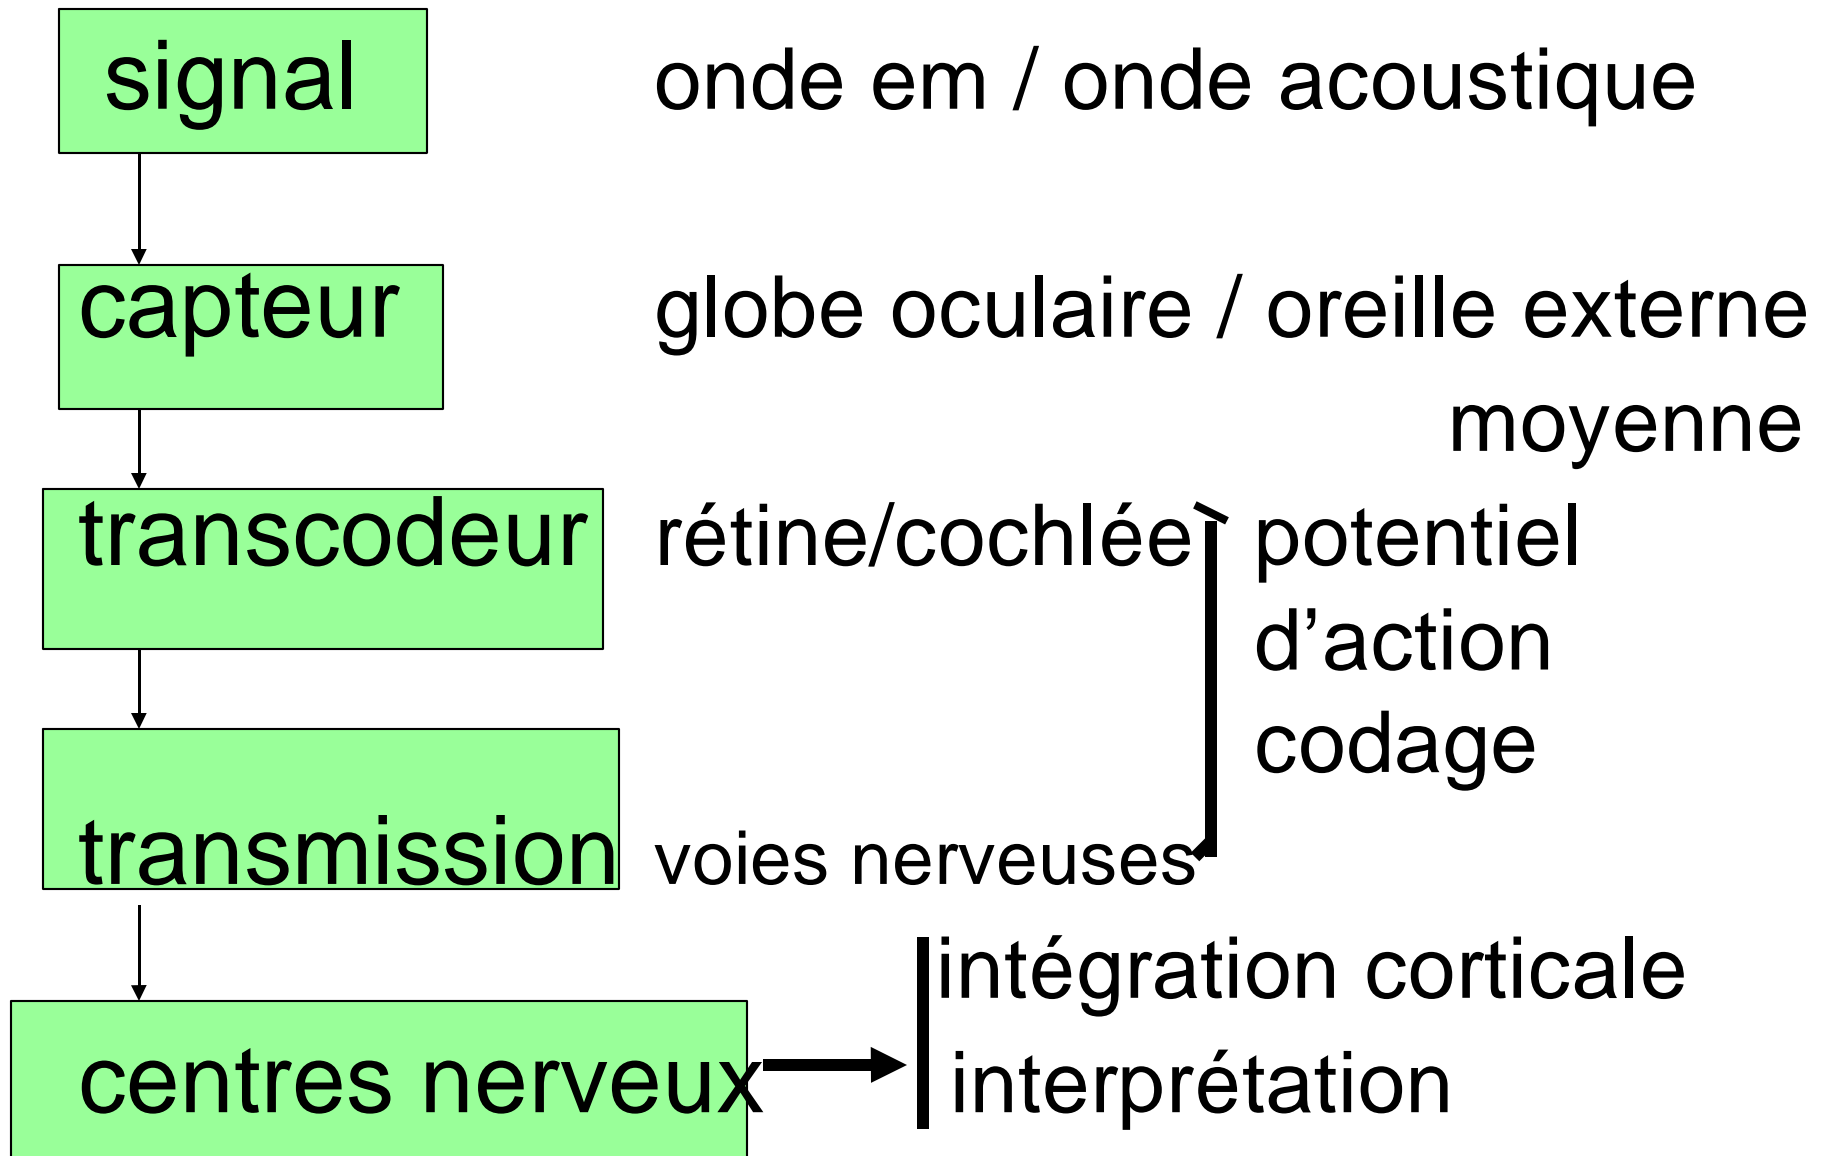 signal onde em / onde acoustique
capteur globe oculaire / oreille externe
moyenne
transcodeur rétine/cochlée potentiel
d’action
codage
transmission voies nerveuses
intégration corticale
centres nerveux interprétation